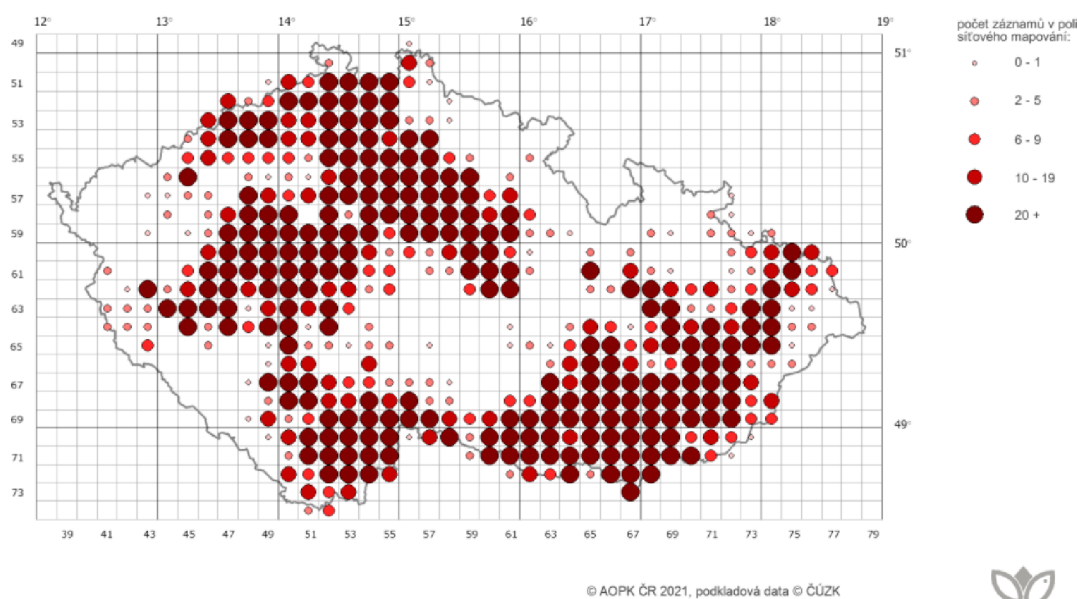 12° 13° 14° 15° 16° 17° 18° 19°
počet záznamů v poli
síťového mapování:
49
51°
0 - 1
51
2 - 5
53
6 - 9
55
10 - 19
57
20 +
59
50°
61
63
65
67
69
49°
71
73
39 41 43 45 47 49 51 53 55 57 59 61 63 65 67 69 71 73 75 77 79
© AOPK ČR 2021, podkladová data © ČÚZK